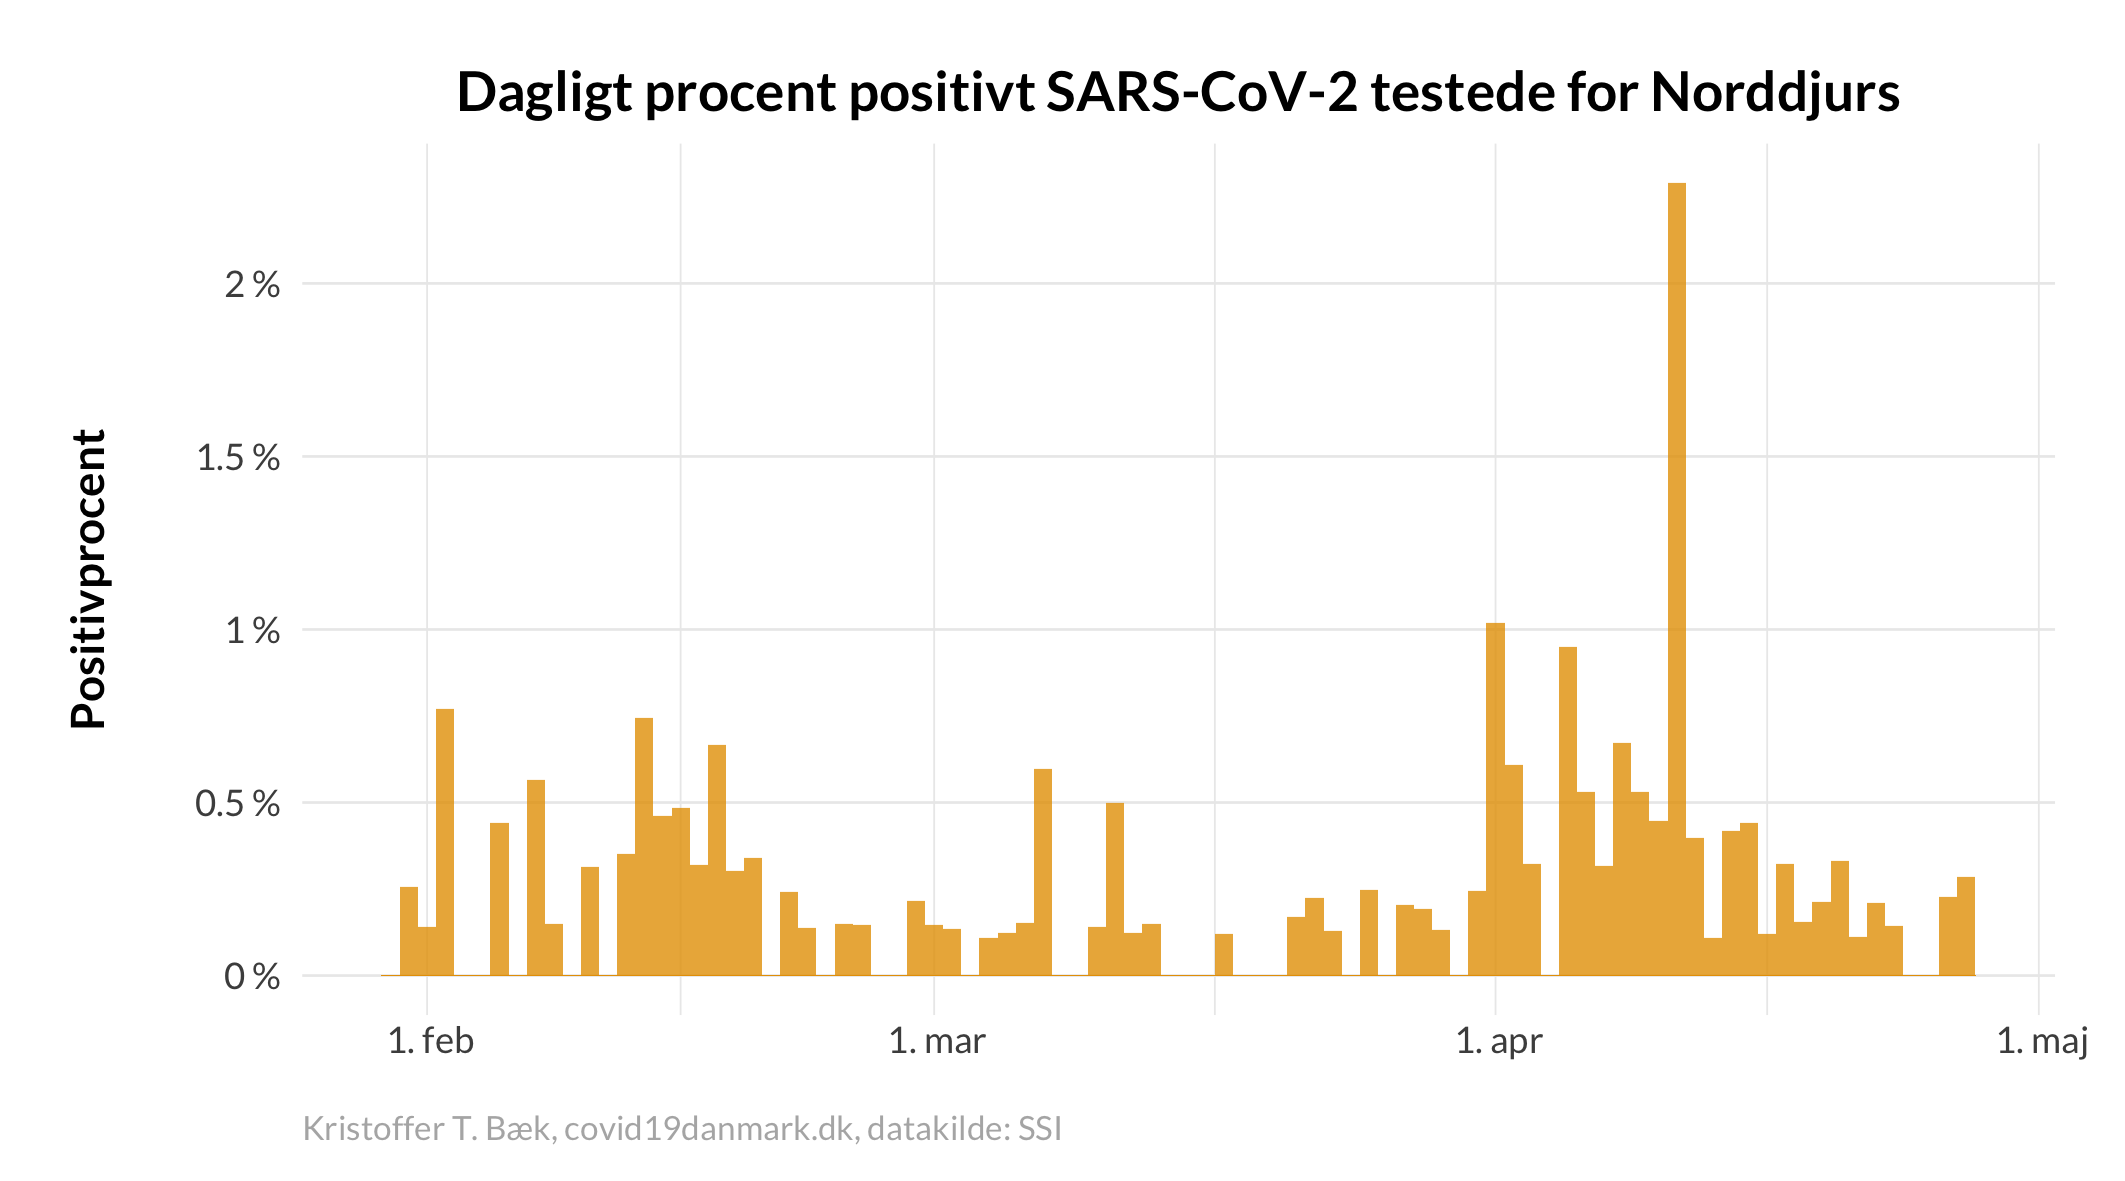 Dagligt procent positivt SARS-CoV-2 testede for Norddjurs
Positivprocent
2 %
1.5 %
1 %
0.5 %
0 %
1. feb
1. mar
1. apr
1. maj
Kristoffer T. Bæk, covid19danmark.dk, datakilde: SSI